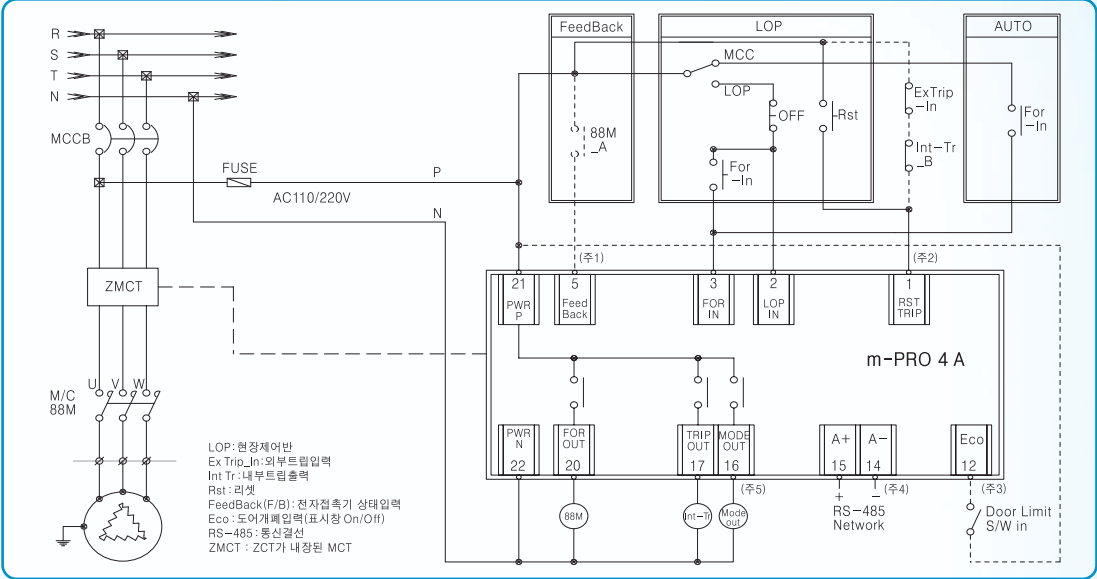 FeedBack
LOP
AUTO
R
S
T
N
MCC
LOP
MCCB
88M
_A
OFF
Rst
ExTrip
-In
For
-In
Int-Tr
_B
FUSE
P
AC110/220V
For
-In
N
(주1)
(주2)
ZMCT
21
PWR
P
5
Feed
Back
3
FOR
IN
2
LOP
IN
1
RST
TRIP
m-PRO 4 A
U
V
W
M/C
88M
PWR
N
22
FOR
OUT
20
TRIP
OUT
17
MODE
OUT
16
A+
15
A-
14
Eco
12
(주5)
(주4)
(주3)
LOP:현장제어반
Ex Trip_In:외부트립입력
Int Tr:내부트립출력
Rst:리셋
FeedBack(F/B):전자접촉기 상태입력
Eco:도어개폐입력(표시창 On/Off)
RS-485:통신결선
ZMCT : ZCT가 내장된 MCT
88M
Int-Tr
Mode
out
+
-
RS-485
Network
Door Limit
S/W in